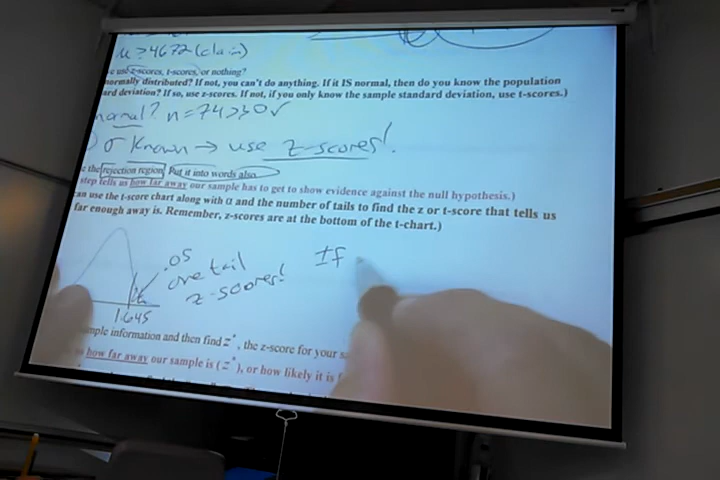 μ > 4672 (claim)
e use z-scores, t-scores, or nothing?
normally distributed? If not, you can't do anything. If it IS normal, then do you know the population
ard deviation? If so, use z-scores. If not, if you only know the sample standard deviation, use t-scores.)
normal? n=74>30 ✓
) σ known → use z-scores!
e the rejection region. Put it into words also.
step tells us how far away our sample has to get to show evidence against the null hypothesis.)
can use the t-score chart along with α and the number of tails to find the z or t-score that tells us
far enough away is. Remember, z-scores are at the bottom of the t-chart.)
.05
one tail
z-scores!
If
1.645
ample information and then find z*, the z-score for your s
how far away our sample is (z*), or how likely it is